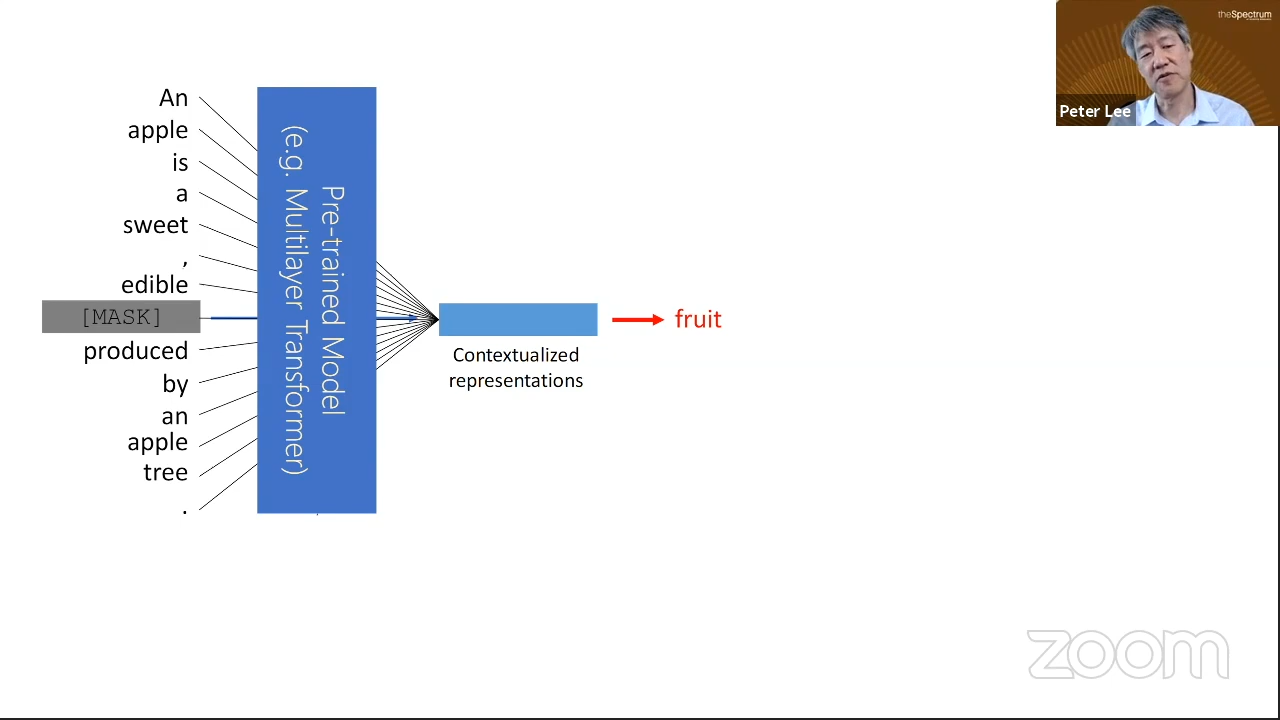 theSpectrum
Peter Lee
An
apple
is
a
sweet
,
edible
[MASK]
produced
by
an
apple
tree
.
Pre-trained Model
(e.g. Multilayer Transformer)
Contextualized
representations
fruit
zoom